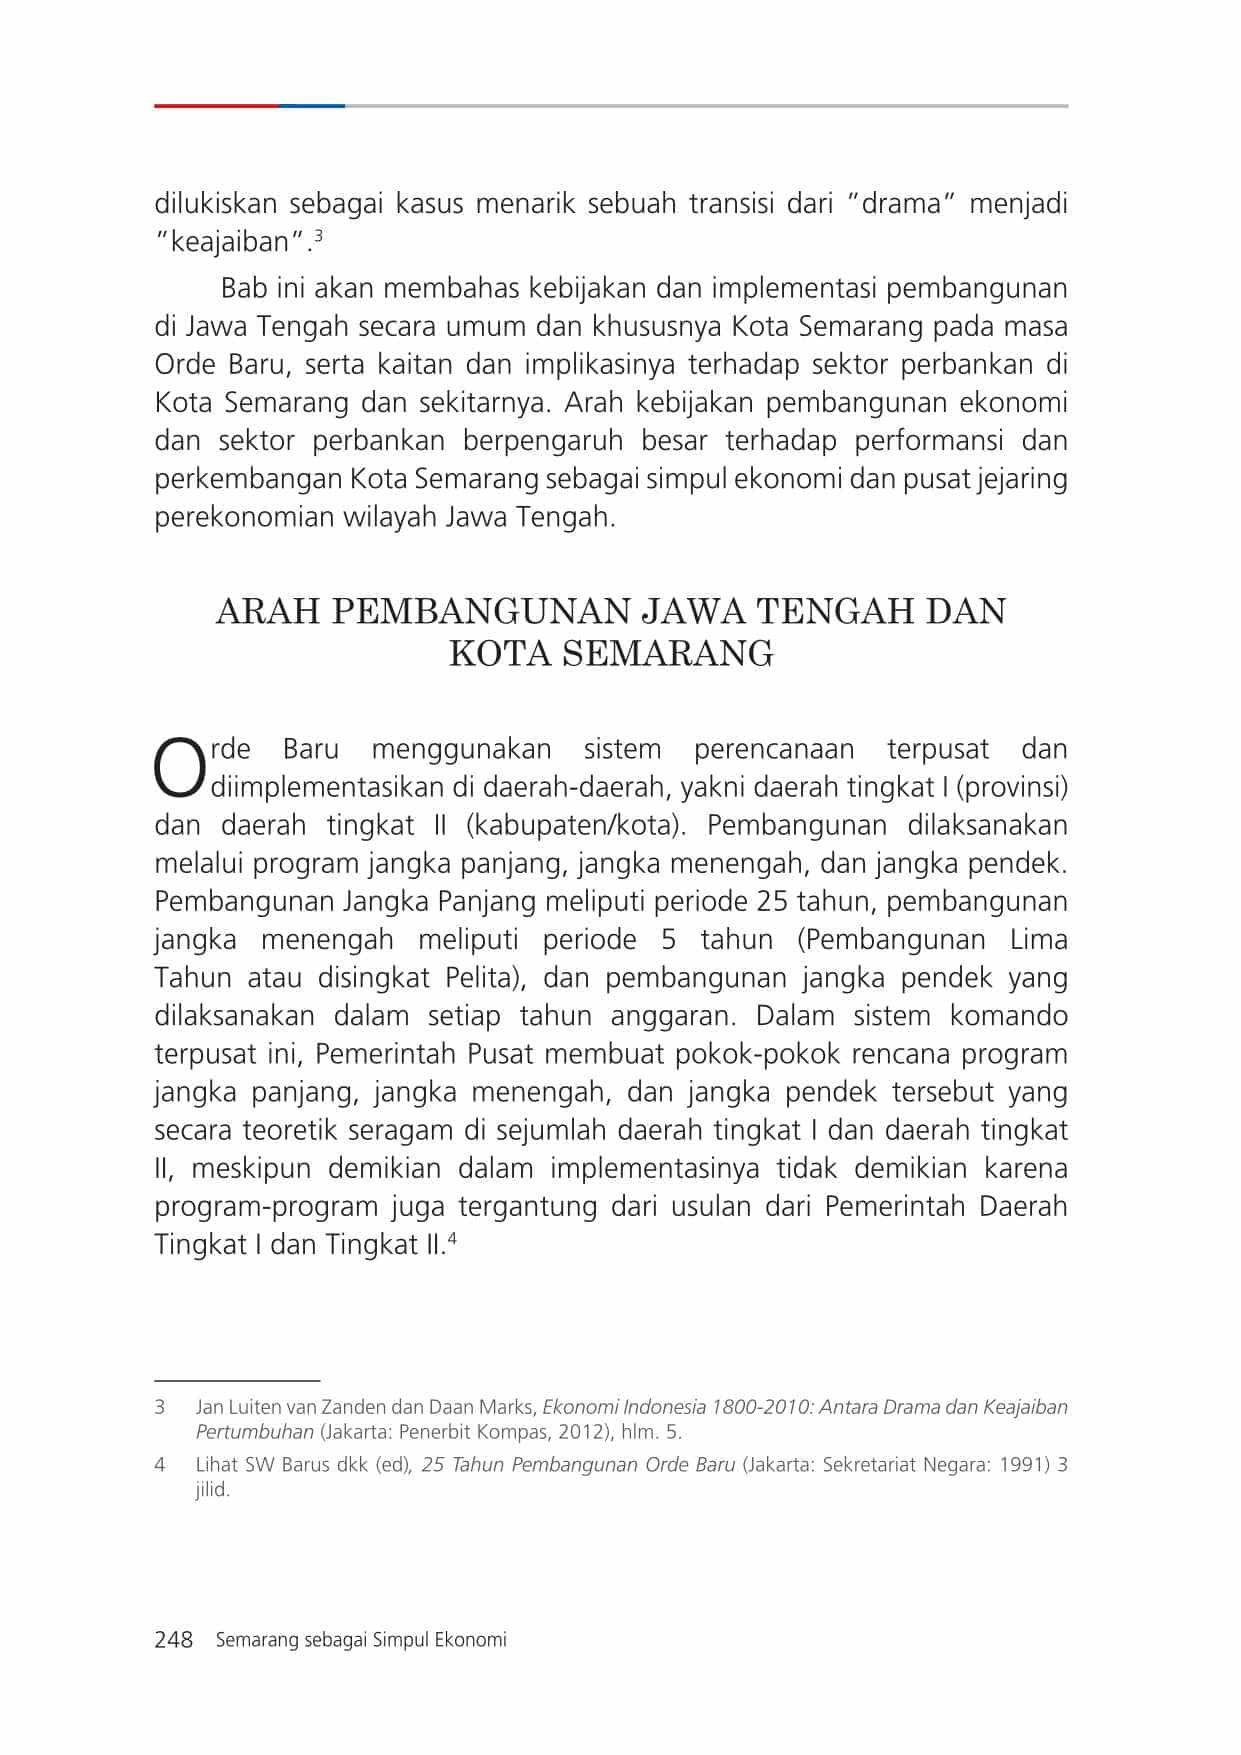 dilukiskan sebagai kasus menarik sebuah transisi dari ”drama” menjadi
”keajaiban”.³
Bab ini akan membahas kebijakan dan implementasi pembangunan
di Jawa Tengah secara umum dan khususnya Kota Semarang pada masa
Orde Baru, serta kaitan dan implikasinya terhadap sektor perbankan di
Kota Semarang dan sekitarnya. Arah kebijakan pembangunan ekonomi
dan sektor perbankan berpengaruh besar terhadap performansi dan
perkembangan Kota Semarang sebagai simpul ekonomi dan pusat jejaring
perekonomian wilayah Jawa Tengah.
ARAH PEMBANGUNAN JAWA TENGAH DAN
KOTA SEMARANG
Orde Baru menggunakan sistem perencanaan terpusat dan
diimplementasikan di daerah-daerah, yakni daerah tingkat I (provinsi)
dan daerah tingkat II (kabupaten/kota). Pembangunan dilaksanakan
melalui program jangka panjang, jangka menengah, dan jangka pendek.
Pembangunan Jangka Panjang meliputi periode 25 tahun, pembangunan
jangka menengah meliputi periode 5 tahun (Pembangunan Lima
Tahun atau disingkat Pelita), dan pembangunan jangka pendek yang
dilaksanakan dalam setiap tahun anggaran. Dalam sistem komando
terpusat ini, Pemerintah Pusat membuat pokok-pokok rencana program
jangka panjang, jangka menengah, dan jangka pendek tersebut yang
secara teoretik seragam di sejumlah daerah tingkat I dan daerah tingkat
II, meskipun demikian dalam implementasinya tidak demikian karena
program-program juga tergantung dari usulan dari Pemerintah Daerah
Tingkat I dan Tingkat II.⁴
3 Jan Luiten van Zanden dan Daan Marks, Ekonomi Indonesia 1800-2010: Antara Drama dan Keajaiban
Pertumbuhan (Jakarta: Penerbit Kompas, 2012), hlm. 5.
4 Lihat SW Barus dkk (ed), 25 Tahun Pembangunan Orde Baru (Jakarta: Sekretariat Negara: 1991) 3
jilid.
248 Semarang sebagai Simpul Ekonomi